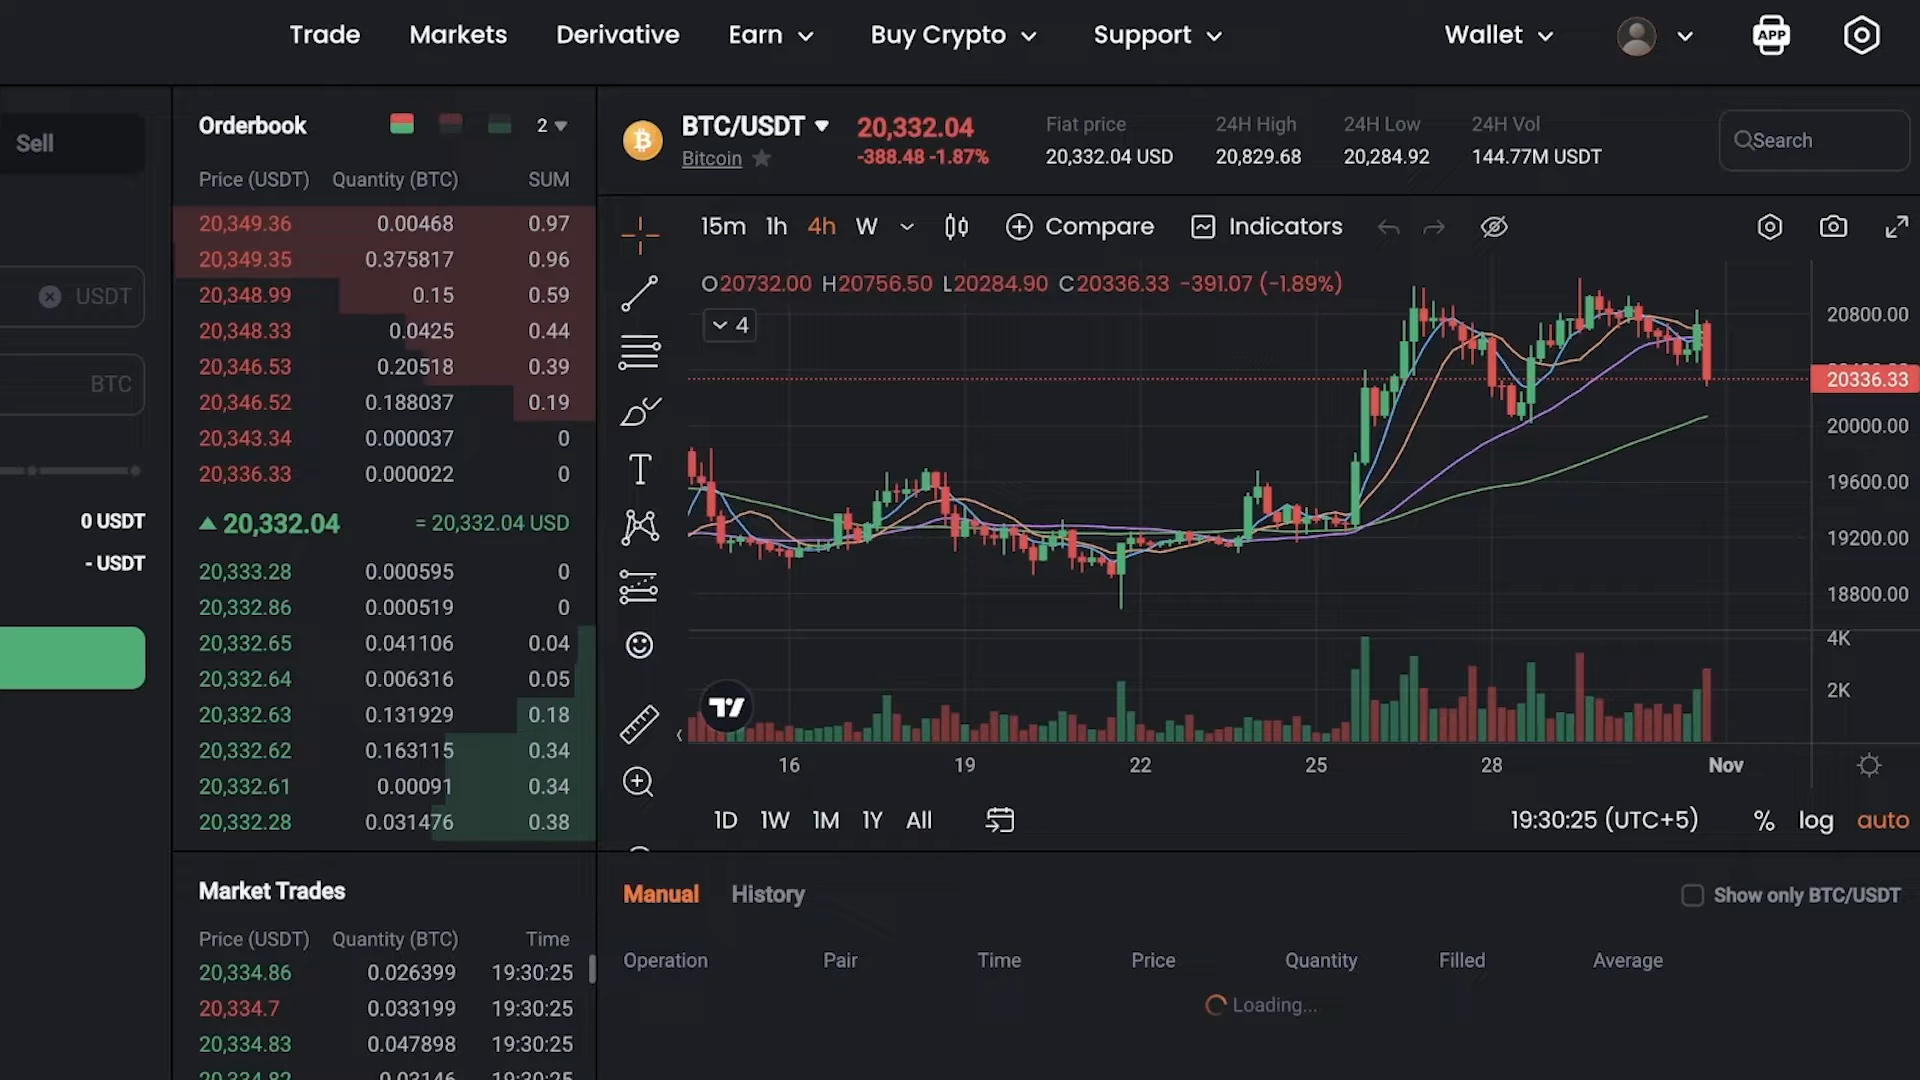 Trade Markets Derivative Earn Buy Crypto Support Wallet APP
Sell
USDT
BTC
0 USDT
- USDT
Orderbook 2
Price (USDT) Quantity (BTC) SUM
20,349.36 0.00468 0.97
20,349.35 0.375817 0.96
20,348.99 0.15 0.59
20,348.33 0.0425 0.44
20,346.53 0.20518 0.39
20,346.52 0.188037 0.19
20,343.34 0.000037 0
20,336.33 0.000022 0
20,332.04 = 20,332.04 USD
20,333.28 0.000595 0
20,332.86 0.000519 0
20,332.65 0.041106 0.04
20,332.64 0.006316 0.05
20,332.63 0.131929 0.18
20,332.62 0.163115 0.34
20,332.61 0.00091 0.34
20,332.28 0.031476 0.38
Market Trades
Price (USDT) Quantity (BTC) Time
20,334.86 0.026399 19:30:25
20,334.7 0.033199 19:30:25
20,334.83 0.047898 19:30:25
20,334.82 0.03146 19:30:25
BTC/USDT 20,332.04 Fiat price 24H High 24H Low 24H Vol
Bitcoin -388.48 -1.87% 20,332.04 USD 20,829.68 20,284.92 144.77M USDT
Search
15m 1h 4h W Compare Indicators
O20732.00 H20756.50 L20284.90 C20336.33 −391.07 (−1.89%)
4
20800.00
20336.33
20000.00
19600.00
19200.00
18800.00
4K
2K
16 19 22 25 28 Nov
1D 1W 1M 1Y All 19:30:25 (UTC+5) % log auto
Manual History Show only BTC/USDT
Operation Pair Time Price Quantity Filled Average
Loading...